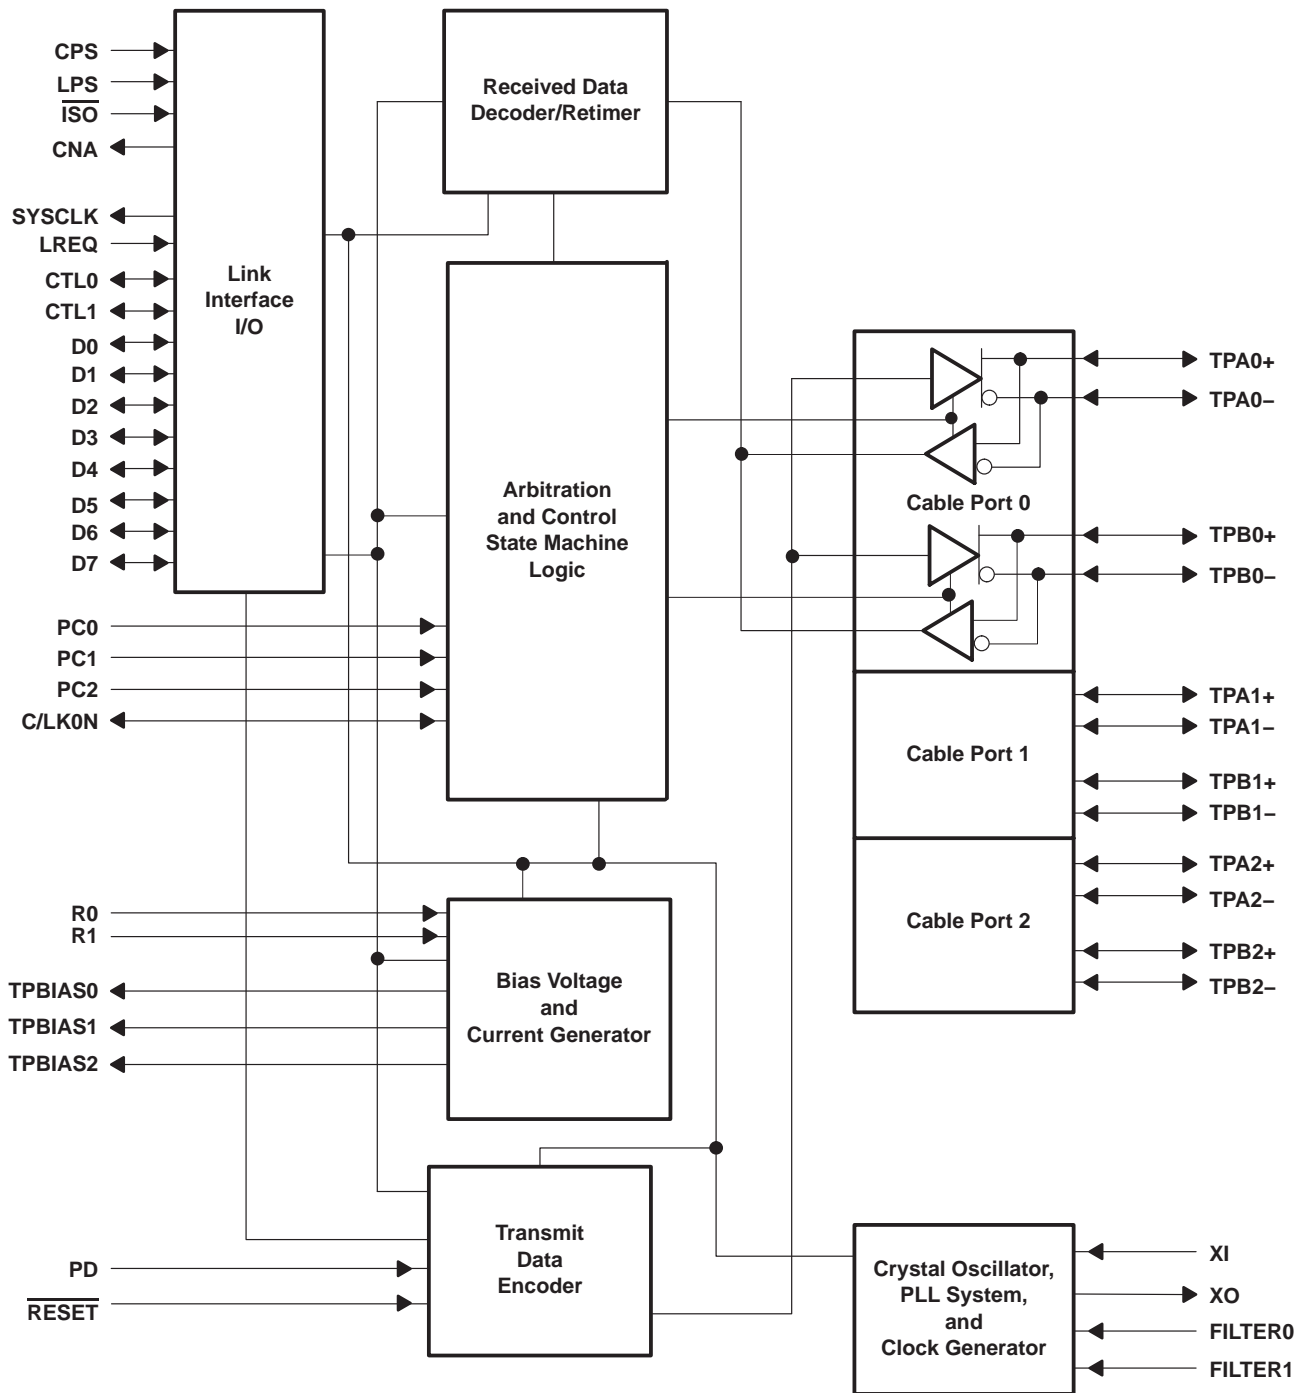 CPS
LPS
ISO
CNA
SYSCLK
LREQ
CTL0
CTL1
D0
D1
D2
D3
D4
D5
D6
D7
Link
Interface
I/O
Received Data
Decoder/Retimer
PC0
PC1
PC2
C/LK0N
Arbitration
and Control
State Machine
Logic
Cable Port 0
TPA0+
TPA0–
TPB0+
TPB0–
Cable Port 1
TPA1+
TPA1–
TPB1+
TPB1–
Cable Port 2
TPA2+
TPA2–
TPB2+
TPB2–
R0
R1
TPBIAS0
TPBIAS1
TPBIAS2
Bias Voltage
and
Current Generator
PD
RESET
Transmit
Data
Encoder
Crystal Oscillator,
PLL System,
and
Clock Generator
XI
XO
FILTER0
FILTER1